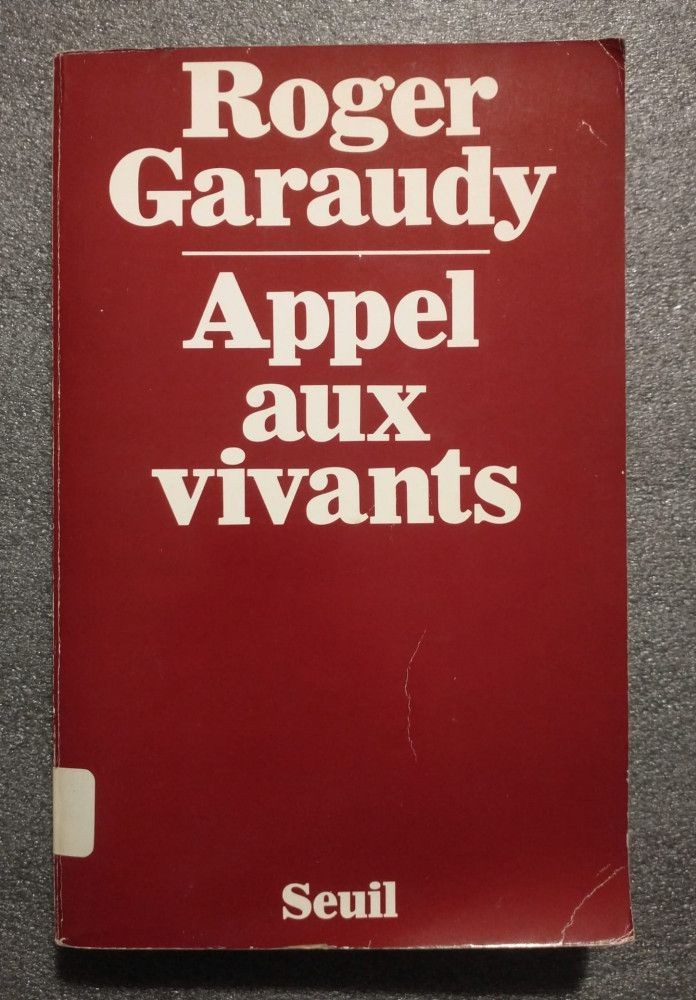 Roger
Garaudy
Appel
aux
vivants
Seuil